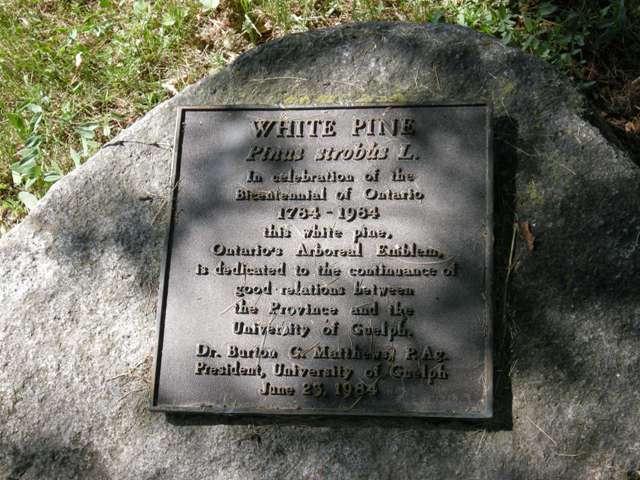 WHITE PINE
Pinus strobus L.
In celebration of the
Bicentennial of Ontario
1784 - 1984
this white pine,
Ontario's Arboreal Emblem,
is dedicated to the continuance of
good relations between
the Province and the
University of Guelph.
Dr. Burton C. Matthews, P. Ag.
President, University of Guelph
June 23, 1984